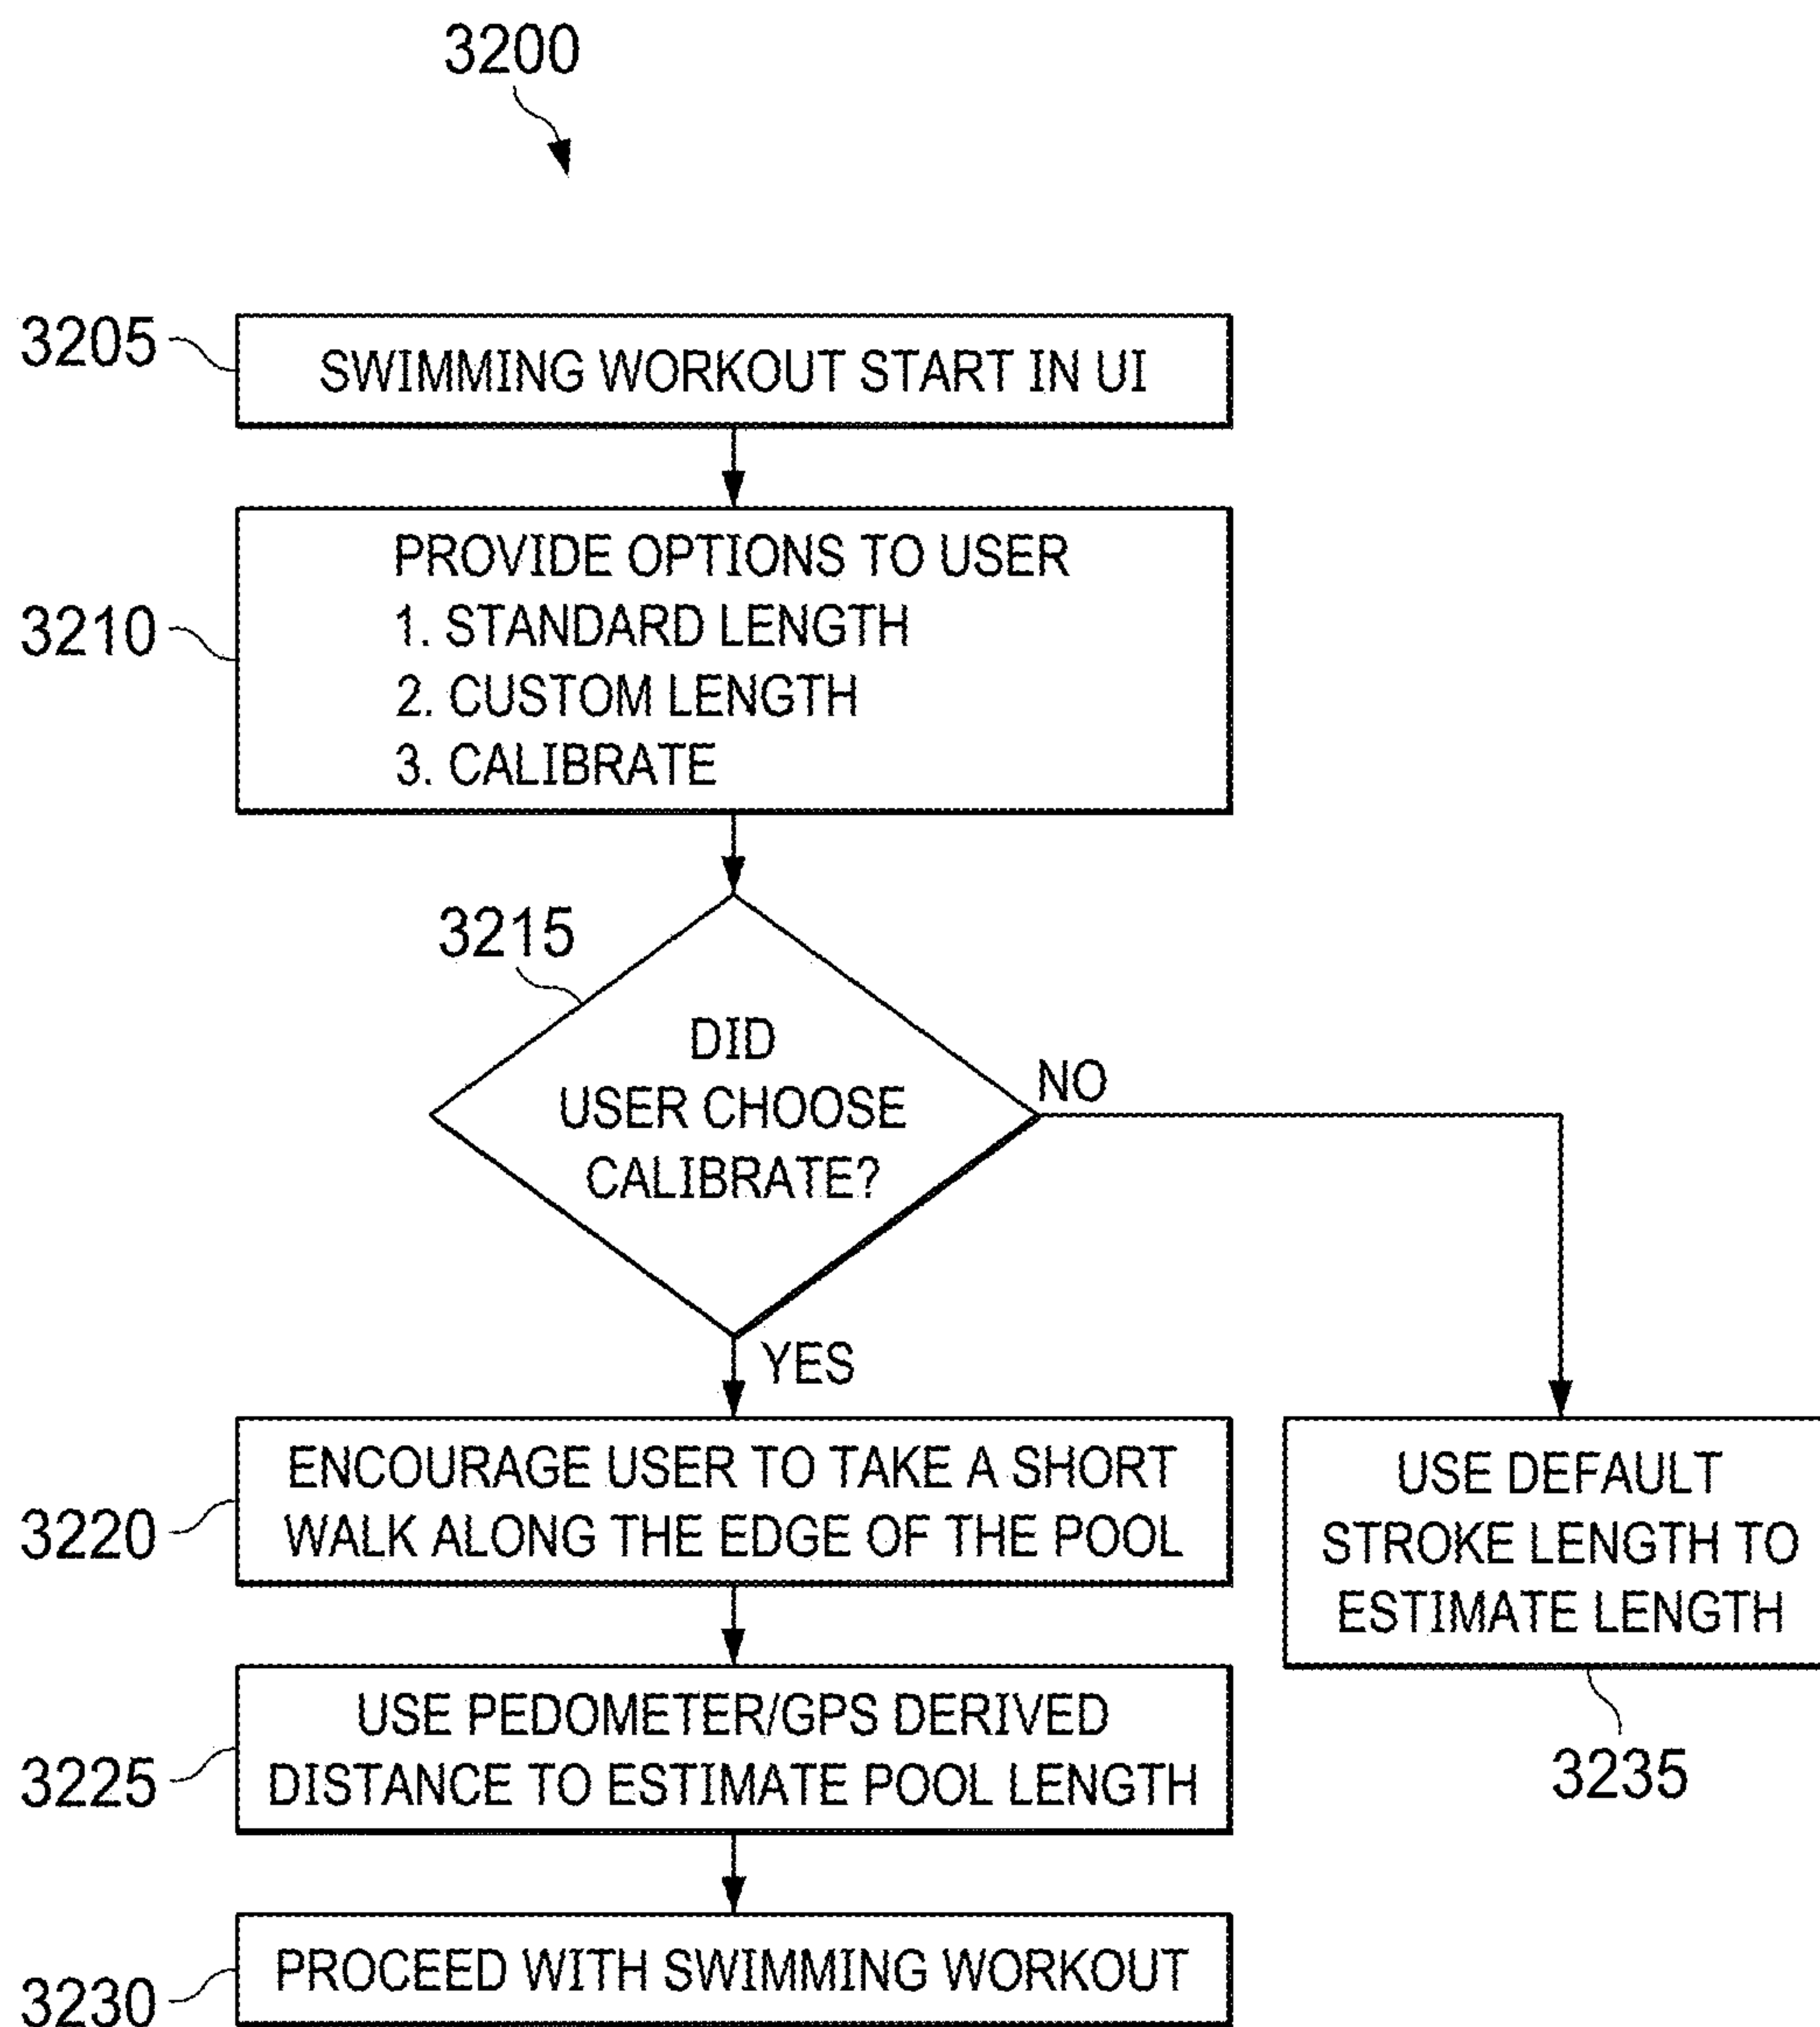 3200
3205
SWIMMING WORKOUT START IN UI
3210
PROVIDE OPTIONS TO USER
1. STANDARD LENGTH
2. CUSTOM LENGTH
3. CALIBRATE
3215
DID
USER CHOOSE
CALIBRATE?
NO
YES
3220
ENCOURAGE USER TO TAKE A SHORT
WALK ALONG THE EDGE OF THE POOL
USE DEFAULT
STROKE LENGTH TO
ESTIMATE LENGTH
3235
3225
USE PEDOMETER/GPS DERIVED
DISTANCE TO ESTIMATE POOL LENGTH
3230
PROCEED WITH SWIMMING WORKOUT